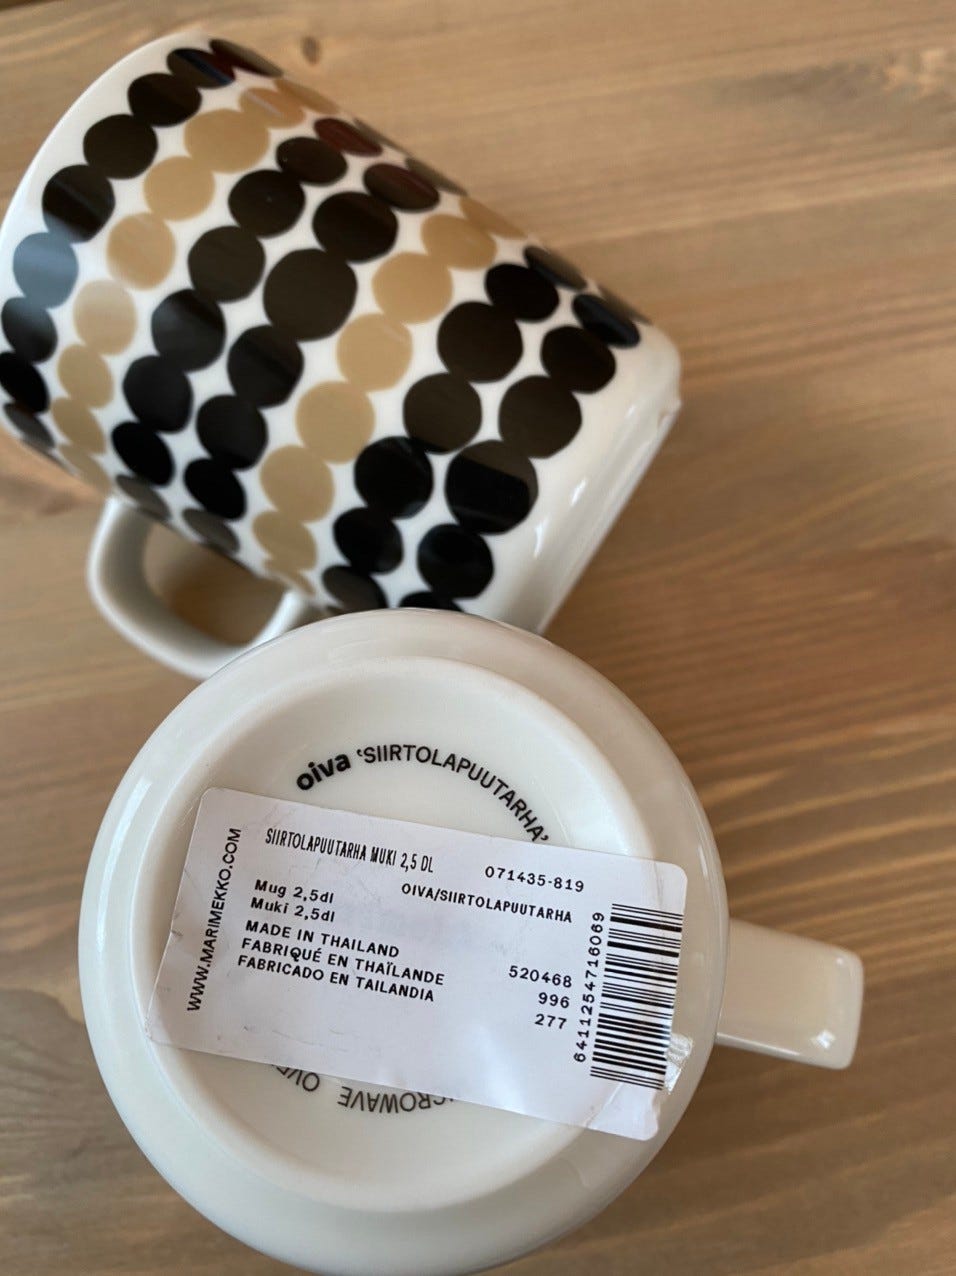 oiva ‘SIIRTOLAPUUTARHA’
WWW.MARIMEKKO.COM
SIIRTOLAPUUTARHA MUKI 2,5 DL
071435-819
OIVA/SIIRTOLAPUUTARHA
Mug 2,5dl
Muki 2,5dl
MADE IN THAILAND
FABRIQUÉ EN THAÏLANDE
FABRICADO EN TAILANDIA
520468
996
277
6411254716069